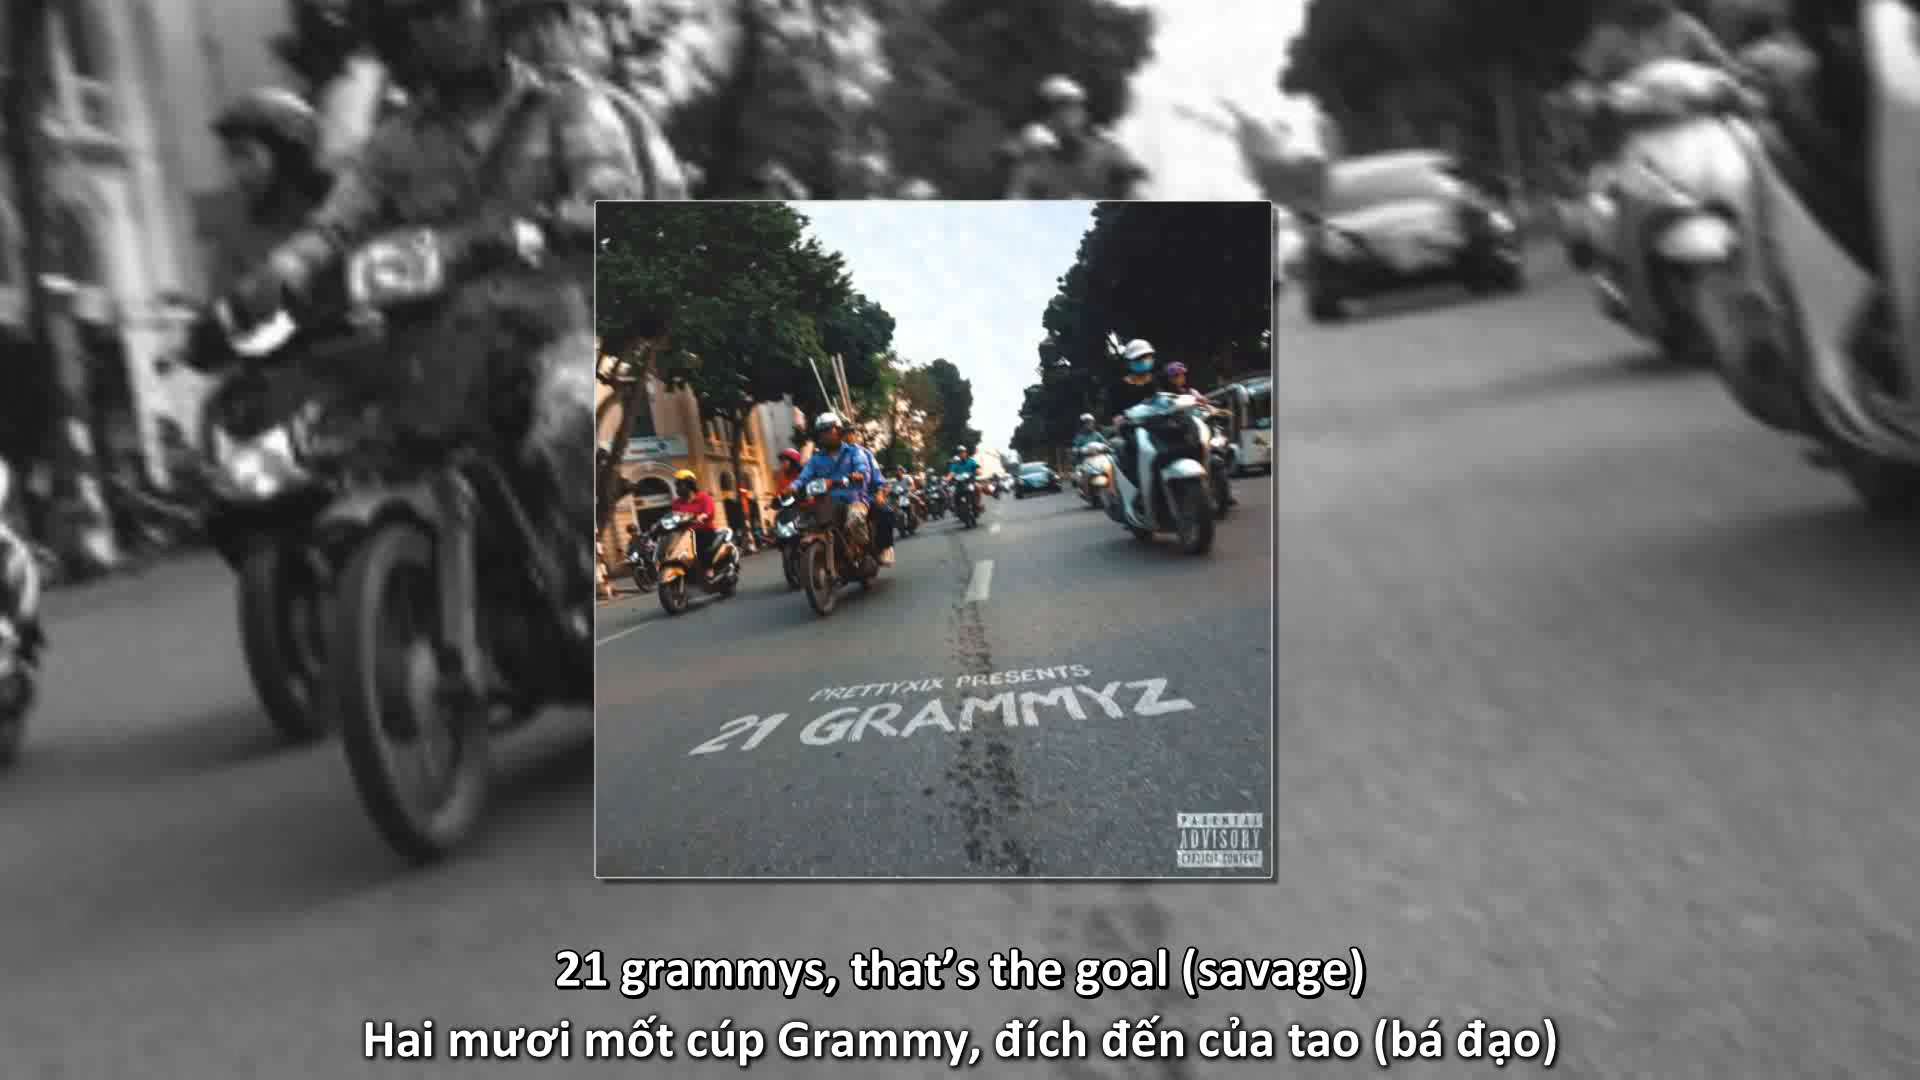 PRETTYXIX PRESENTS
21 GRAMMYZ
PARENTAL
ADVISORY
EXPLICIT CONTENT
21 grammys, that’s the goal (savage)
Hai mươi mốt cúp Grammy, đích đến của tao (bá đạo)